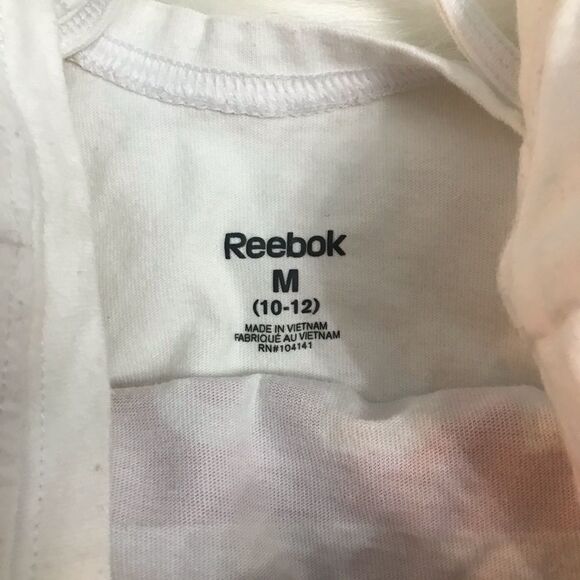 Reebok
M
(10-12)
MADE IN VIETNAM
FABRIQUÉ AU VIETNAM
RN#104141